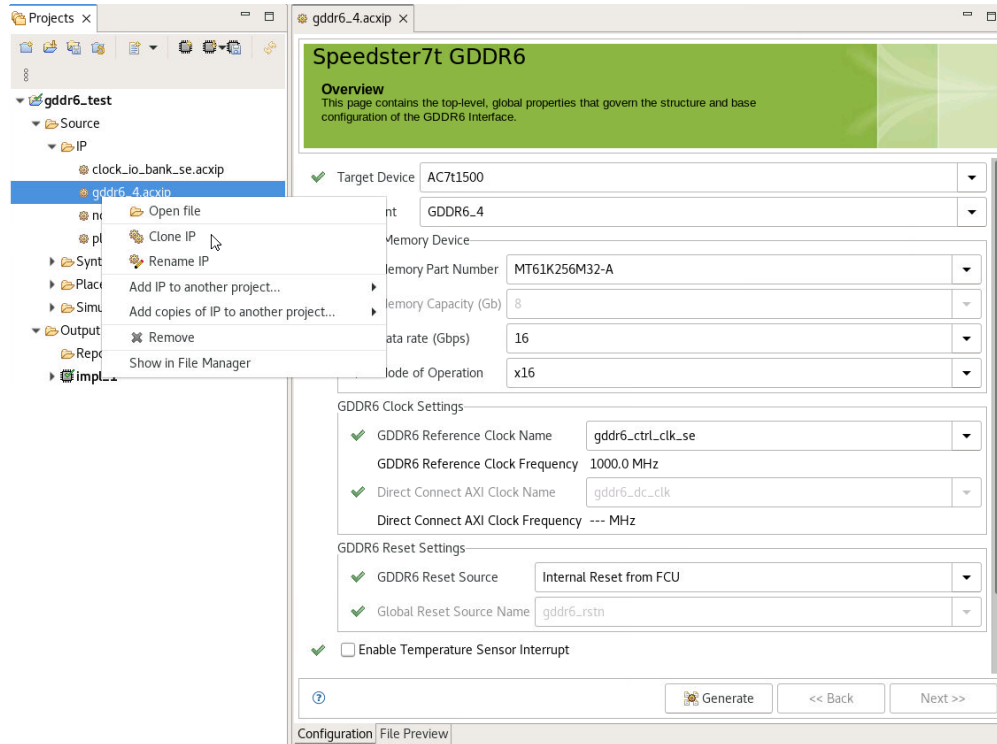 Projects
gddr6_test
Source
IP
clock_io_bank_se.acxip
gddr6_4.acxip
Open file
Clone IP
Rename IP
Add IP to another project...
Add copies of IP to another project...
Remove
Show in File Manager
Output
impl_1
gddr6_4.acxip
Speedster7t GDDR6
Overview
This page contains the top-level, global properties that govern the structure and base
configuration of the GDDR6 Interface.
Target Device AC7t1500
GDDR6_4
Memory Device
Memory Part Number MT61K256M32-A
Memory Capacity (Gb) 8
Data rate (Gbps) 16
Mode of Operation x16
GDDR6 Clock Settings
GDDR6 Reference Clock Name gddr6_ctrl_clk_se
GDDR6 Reference Clock Frequency 1000.0 MHz
Direct Connect AXI Clock Name gddr6_dc_clk
Direct Connect AXI Clock Frequency --- MHz
GDDR6 Reset Settings
GDDR6 Reset Source Internal Reset from FCU
Global Reset Source Name gddr6_rstn
Enable Temperature Sensor Interrupt
Generate << Back Next >>
Configuration File Preview